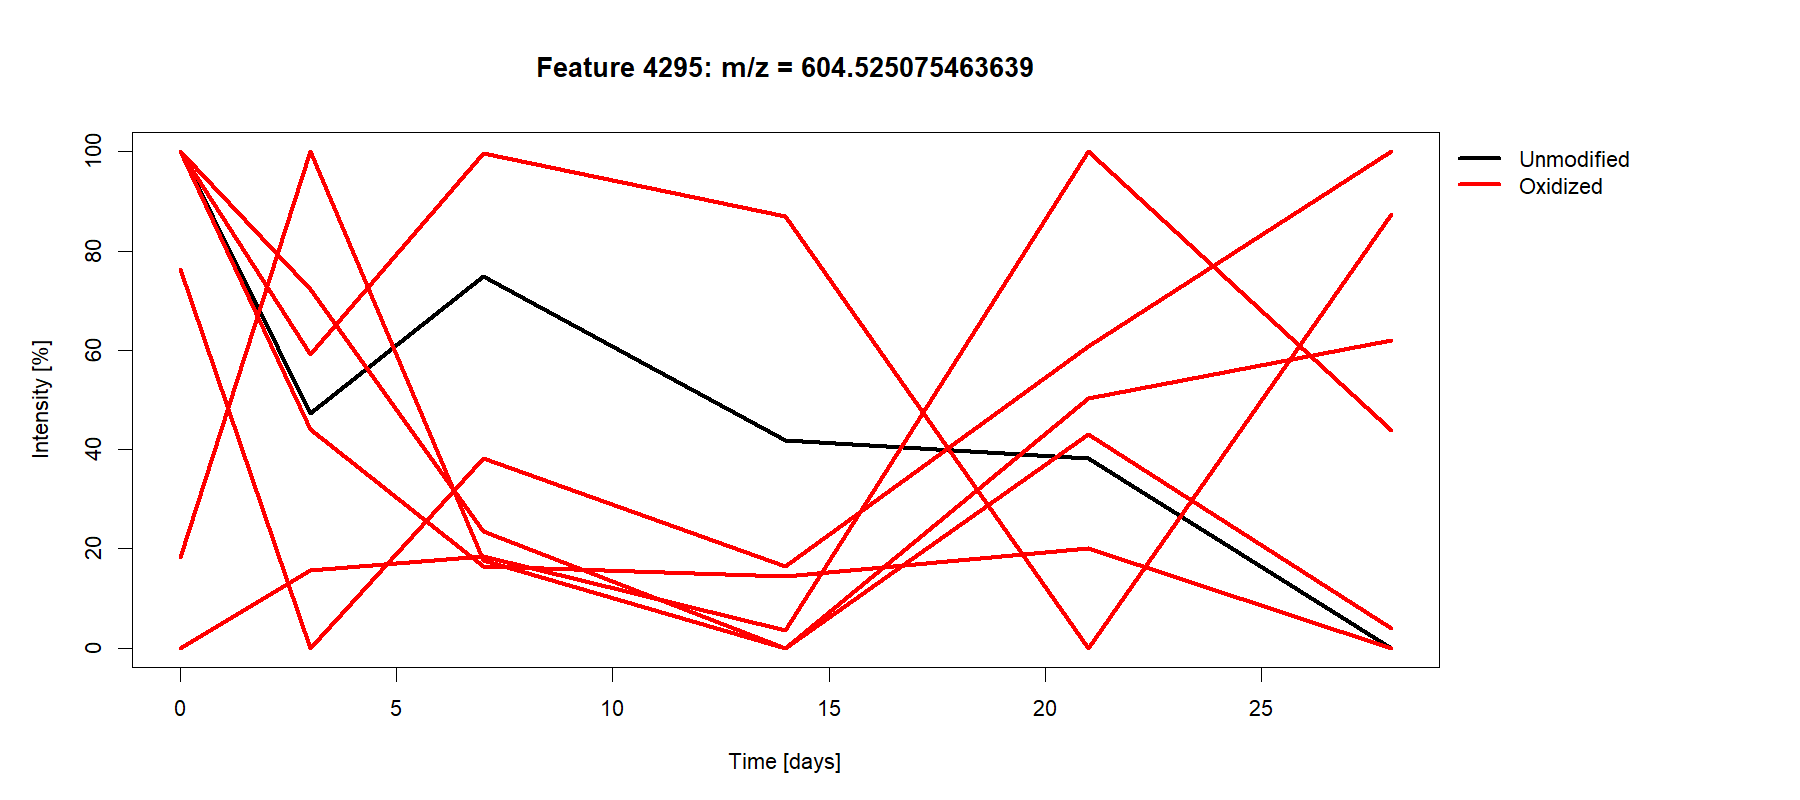 Feature 4295: m/z = 604.525075463639
Unmodified
Oxidized
Intensity [%]
100
80
60
40
20
0
0 5 10 15 20 25
Time [days]